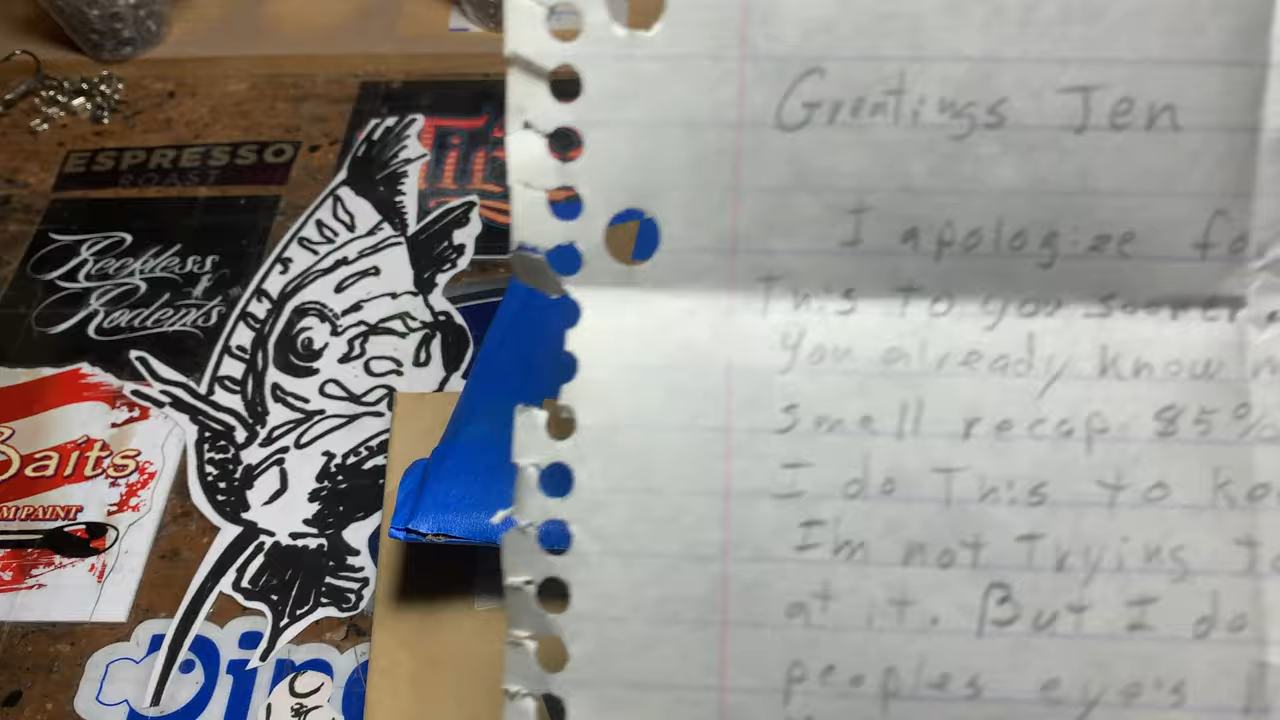 ESPRESSO
ROAST
Reckless
Rodents
Baits
M PAINT
Greetings Jen
I apologize fo
This to you sooner
you already know
small recap. 85%
I do This to ke
I'm not Trying to
at it. But I do
peoples eye's